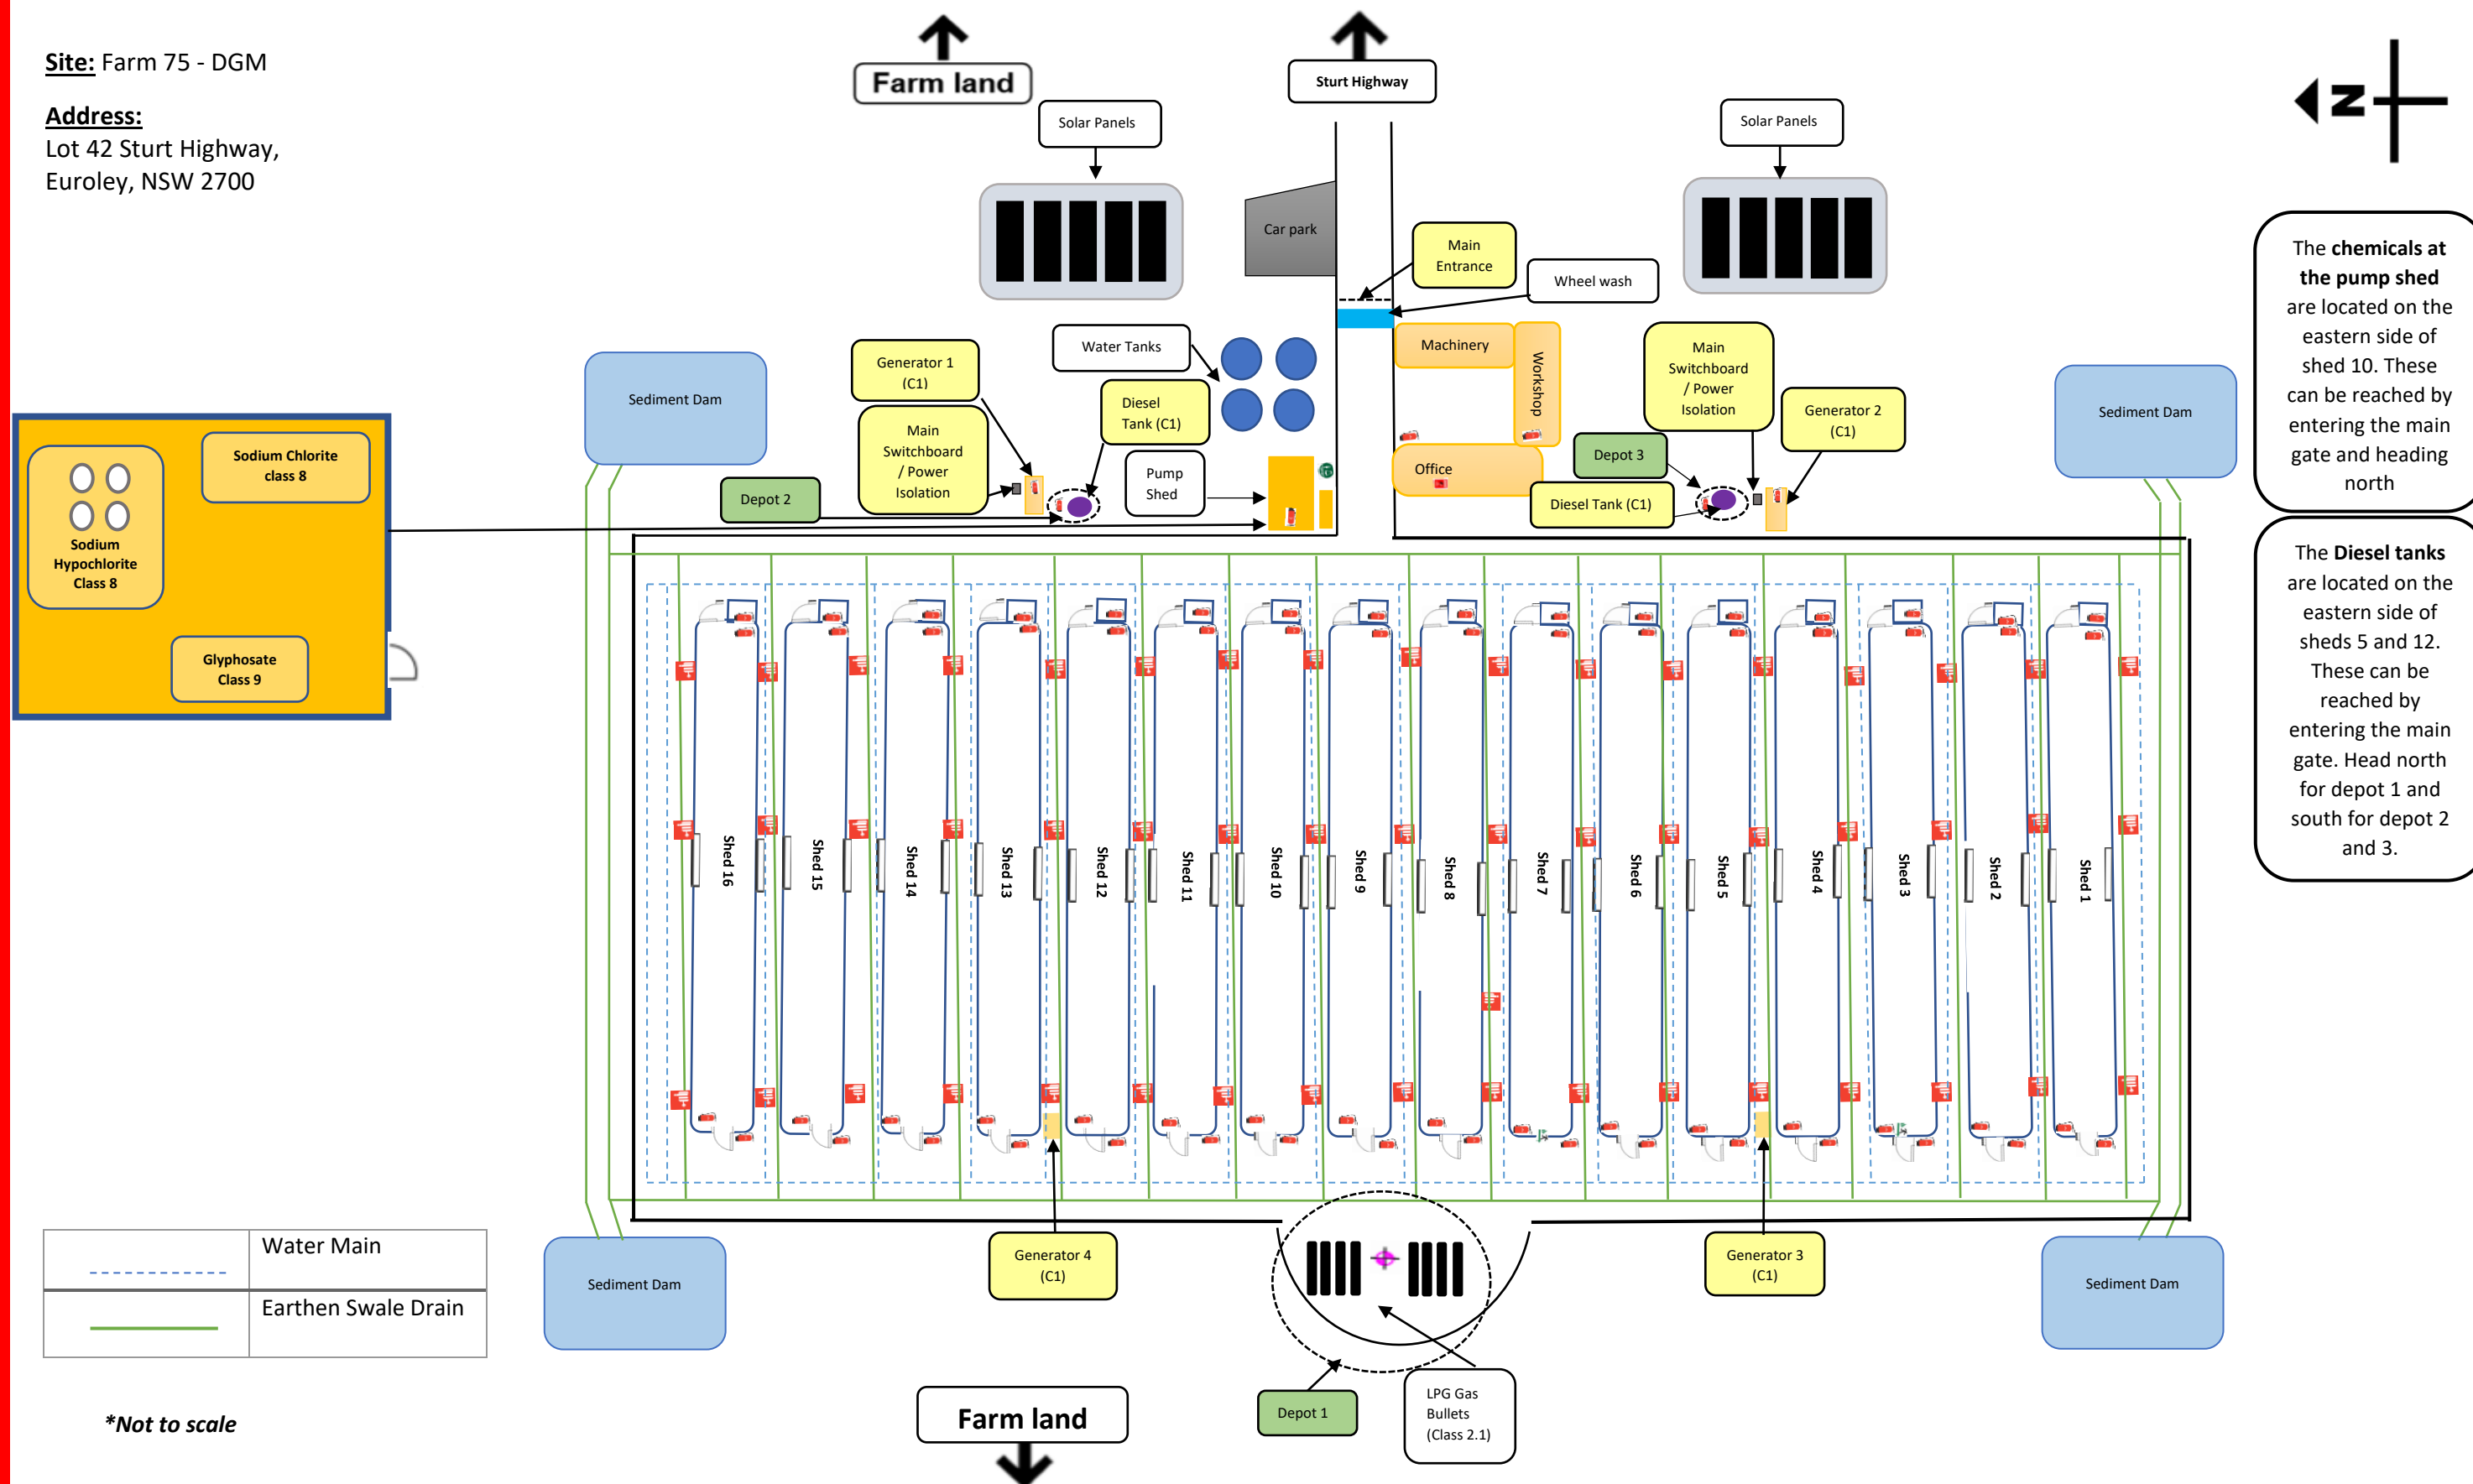 Site: Farm 75 - DGM
Address:
Lot 42 Sturt Highway,
Euroley, NSW 2700
Farm land
Sturt Highway
N
Solar Panels
Solar Panels
Car park
Main
Entrance
Wheel wash
Water Tanks
Machinery
Workshop
Office
Generator 1
(C1)
Main
Switchboard
/ Power
Isolation
Diesel
Tank (C1)
Depot 2
Pump
Shed
Main
Switchboard
/ Power
Isolation
Generator 2
(C1)
Depot 3
Diesel Tank (C1)
Sediment Dam
Sediment Dam
Sodium Chlorite
class 8
Sodium
Hypochlorite
Class 8
Glyphosate
Class 9
The chemicals at
the pump shed
are located on the
eastern side of
shed 10. These
can be reached by
entering the main
gate and heading
north
The Diesel tanks
are located on the
eastern side of
sheds 5 and 12.
These can be
reached by
entering the main
gate. Head north
for depot 1 and
south for depot 2
and 3.
Shed 16
Shed 15
Shed 14
Shed 13
Shed 12
Shed 11
Shed 10
Shed 9
Shed 8
Shed 7
Shed 6
Shed 5
Shed 4
Shed 3
Shed 2
Shed 1
Water Main
Earthen Swale Drain
Sediment Dam
Generator 4
(C1)
Generator 3
(C1)
Sediment Dam
Depot 1
LPG Gas
Bullets
(Class 2.1)
Farm land
*Not to scale